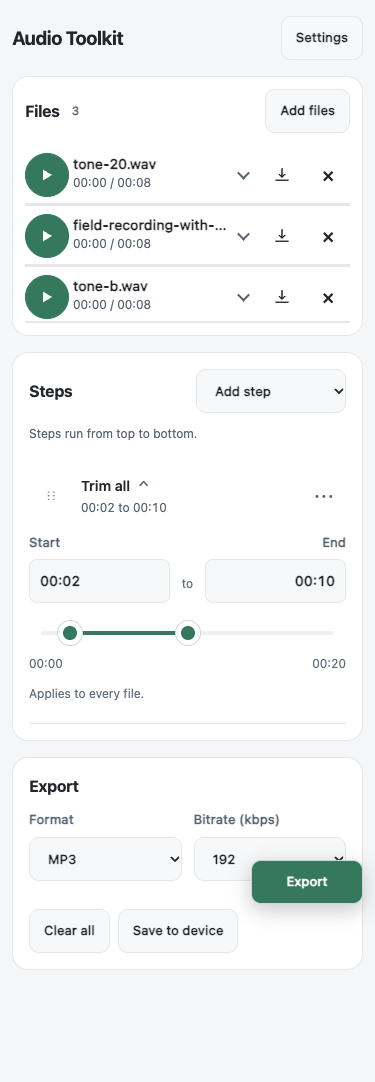 Audio Toolkit
Settings
Files 3
Add files
tone-20.wav
00:00 / 00:08
field-recording-with-...
00:00 / 00:08
tone-b.wav
00:00 / 00:08
Steps
Add step
Steps run from top to bottom.
Trim all
00:02 to 00:10
Start
End
00:02
to
00:10
00:00
00:20
Applies to every file.
Export
Format
Bitrate (kbps)
MP3
192
Export
Clear all
Save to device